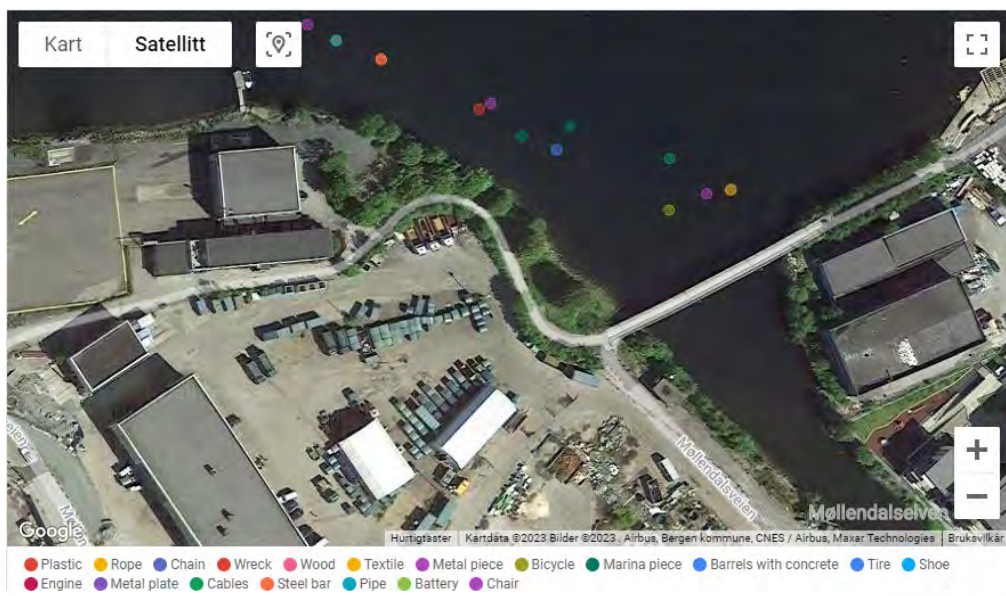 Kart Satellitt
Møllendalsveien
Møllendalselven
Google
Hurtigtaster Kartdata ©2023 Bilder ©2023 , Airbus, Bergen kommune, CNES / Airbus, Maxar Technologies Bruksvilkår
Plastic Rope Chain Wreck Wood Textile Metal piece Bicycle Marina piece Barrels with concrete Tire Shoe
Engine Metal plate Cables Steel bar Pipe Battery Chair